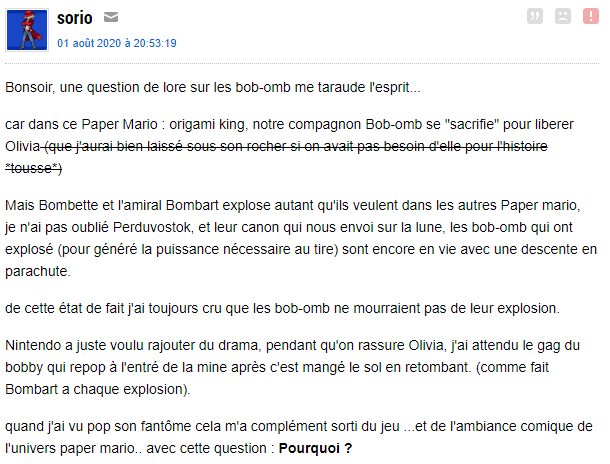 sorio
01 août 2020 à 20:53:19
Bonsoir, une question de lore sur les bob-omb me taraude l'esprit...
car dans ce Paper Mario : origami king, notre compagnon Bob-omb se "sacrifie" pour liberer
Olivia (que j'aurai bien laissé sous son rocher si on avait pas besoin d'elle pour l'histoire
*tousse*)
Mais Bombette et l'amiral Bombart explose autant qu'ils veulent dans les autres Paper mario,
je n'ai pas oublié Perduvostok, et leur canon qui nous envoi sur la lune, les bob-omb qui ont
explosé (pour généré la puissance nécessaire au tire) sont encore en vie avec une descente en
parachute.
de cette état de fait j'ai toujours cru que les bob-omb ne mourraient pas de leur explosion.
Nintendo a juste voulu rajouter du drama, pendant qu'on rassure Olivia, j'ai attendu le gag du
bobby qui repop à l'entré de la mine après c'est mangé le sol en retombant. (comme fait
Bombart a chaque explosion).
quand j'ai vu pop son fantôme cela m'a complément sorti du jeu ...et de l'ambiance comique de
l'univers paper mario.. avec cette question : Pourquoi ?